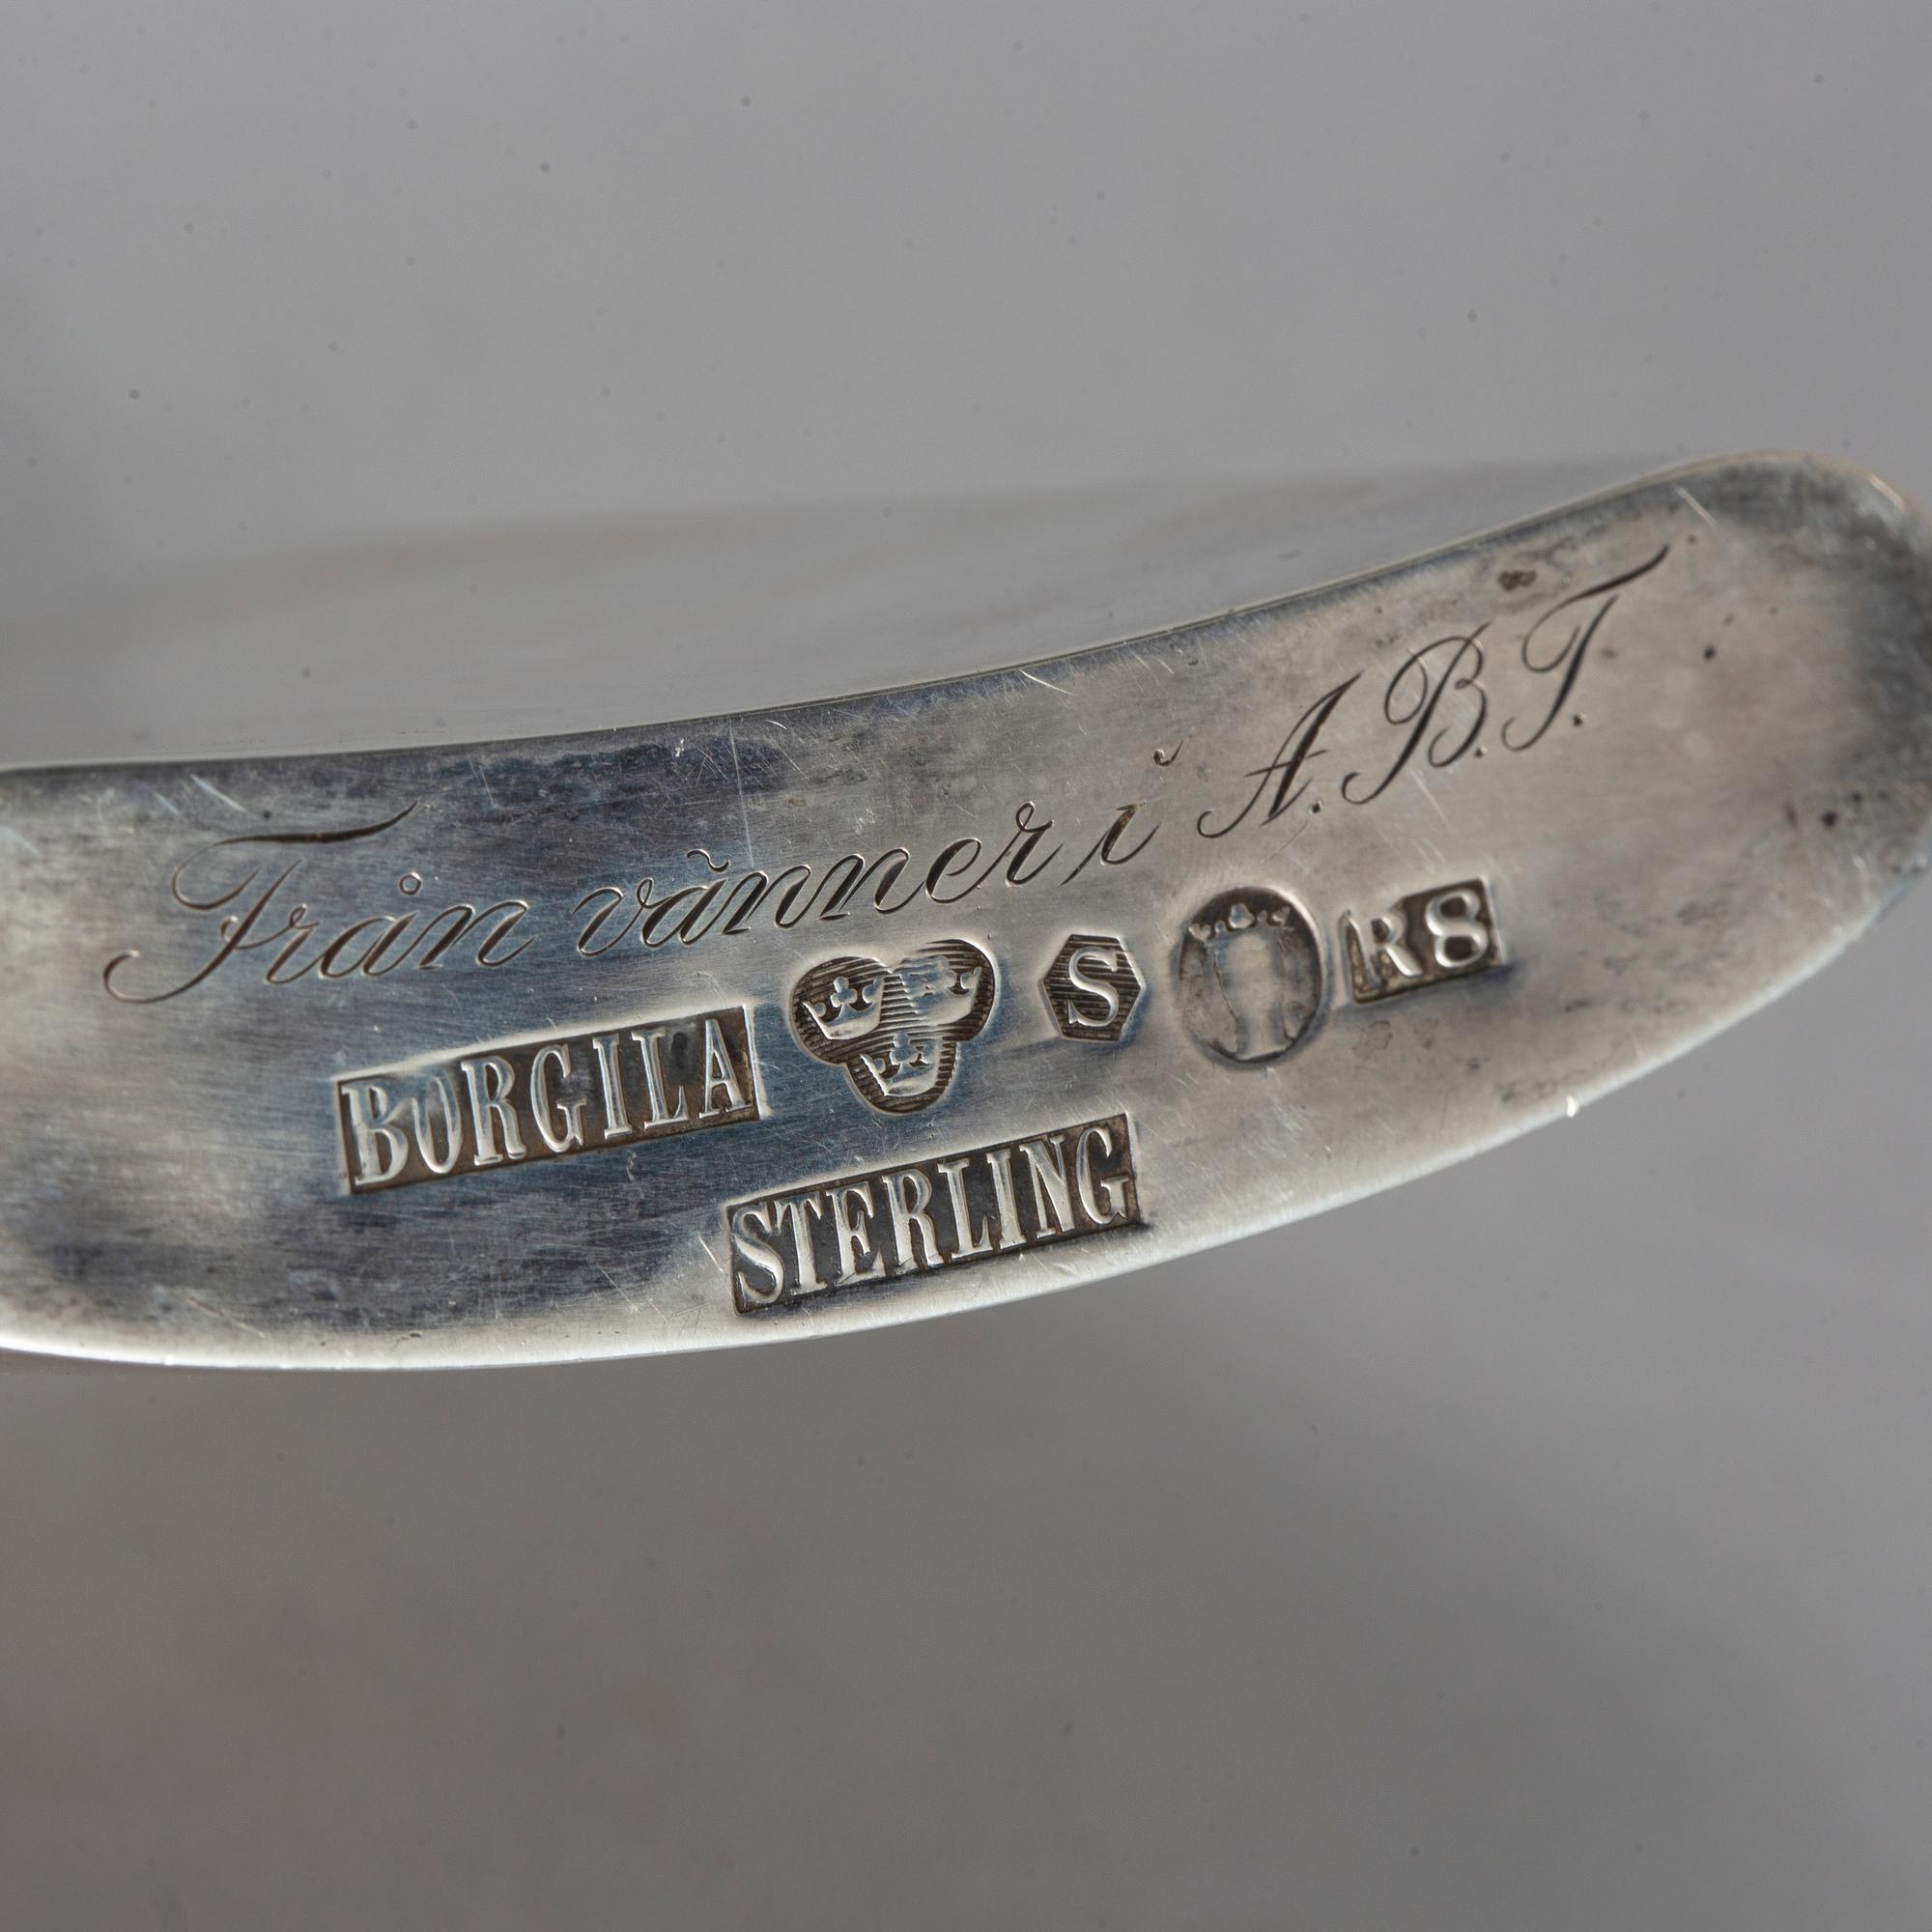 Från vänner i A.B.T.
BORGILA S R8
STERLING